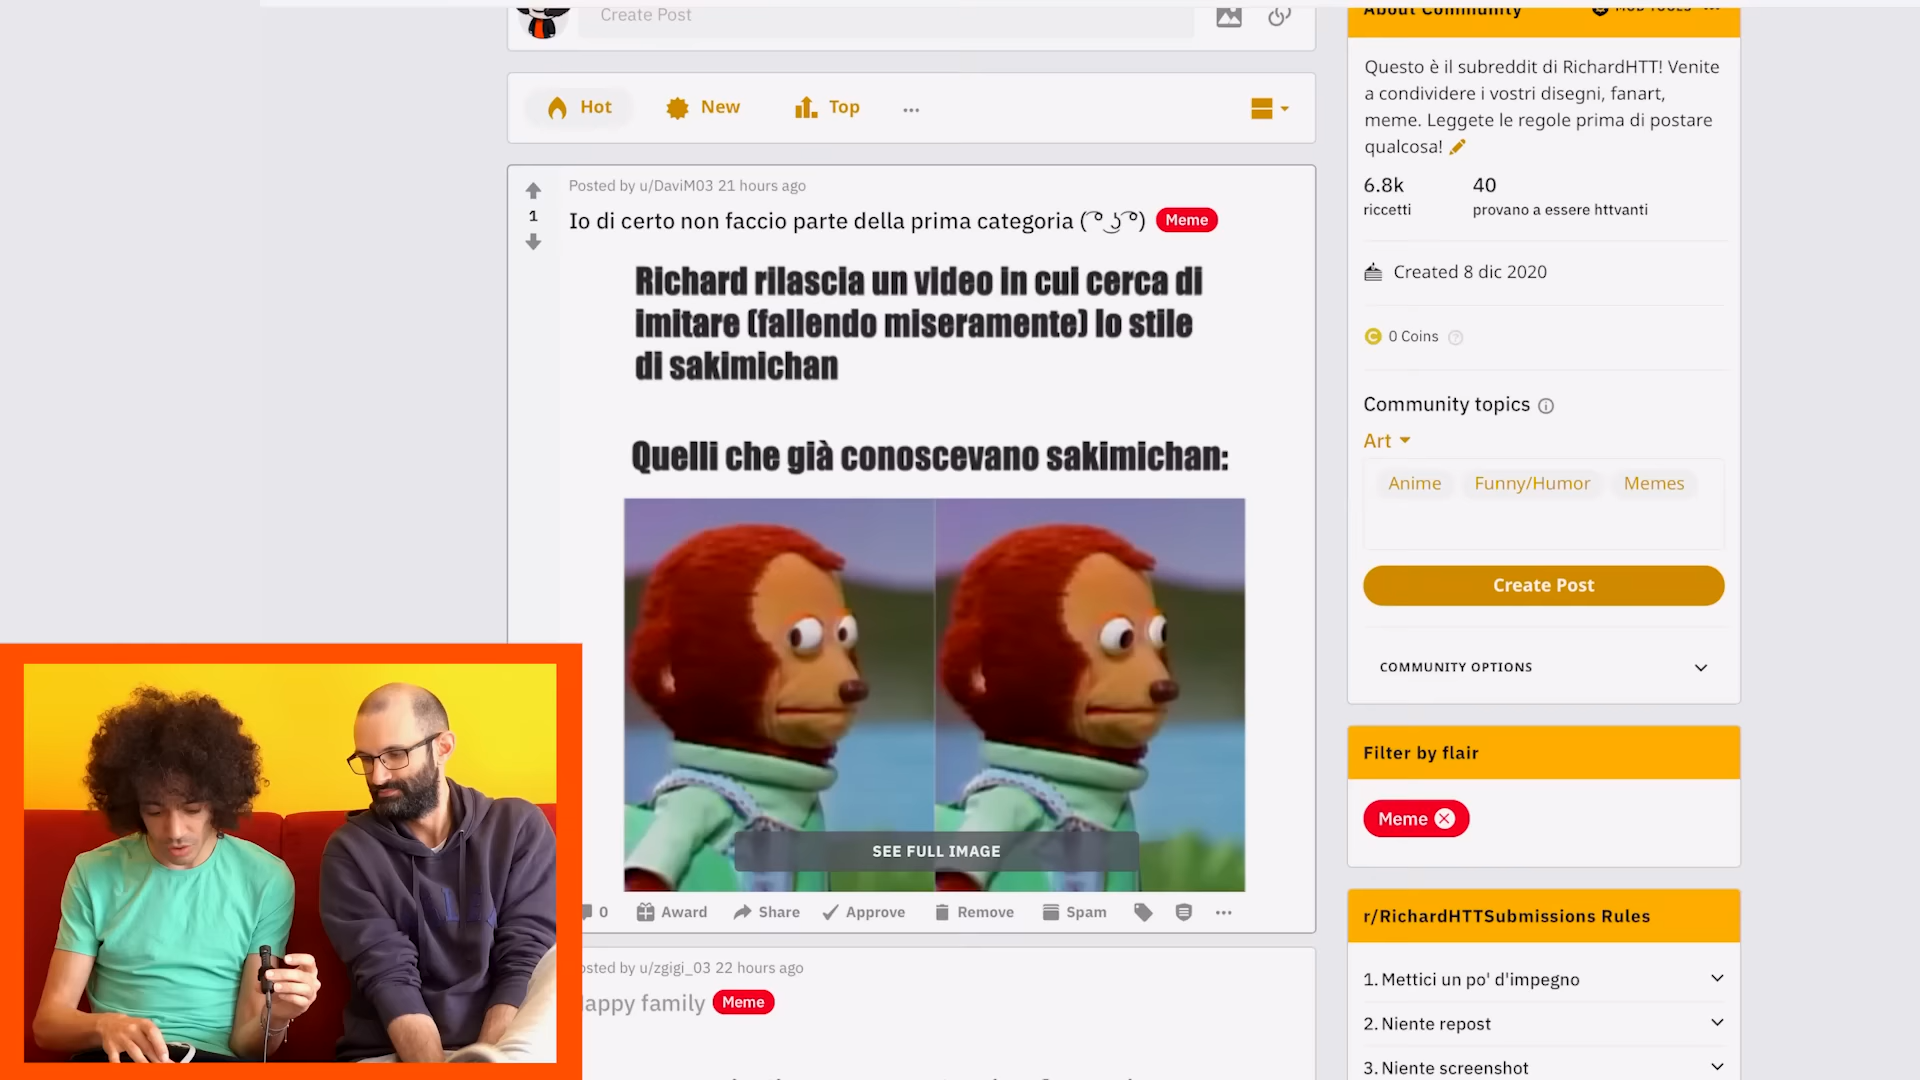 Create Post
About Community
MOD TOOLS
Questo è il subreddit di RichardHTT! Venite
a condividere i vostri disegni, fanart,
meme. Leggete le regole prima di postare
qualcosa!
6.8k
40
riccetti
provano a essere httvanti
Created 8 dic 2020
0 Coins
Community topics
Art
Anime
Funny/Humor
Memes
Create Post
COMMUNITY OPTIONS
Filter by flair
Meme
r/RichardHTTSubmissions Rules
1. Mettici un po' d'impegno
2. Niente repost
3. Niente screenshot
Hot
New
Top
Posted by u/DaviM03 21 hours ago
1
Io di certo non faccio parte della prima categoria ( ͡° ͜ʖ ͡°)
Meme
Richard rilascia un video in cui cerca di
imitare (fallendo miseramente) lo stile
di sakimichan
Quelli che già conoscevano sakimichan:
SEE FULL IMAGE
0
Award
Share
Approve
Remove
Spam
osted by u/zgigi_03 22 hours ago
appy family
Meme